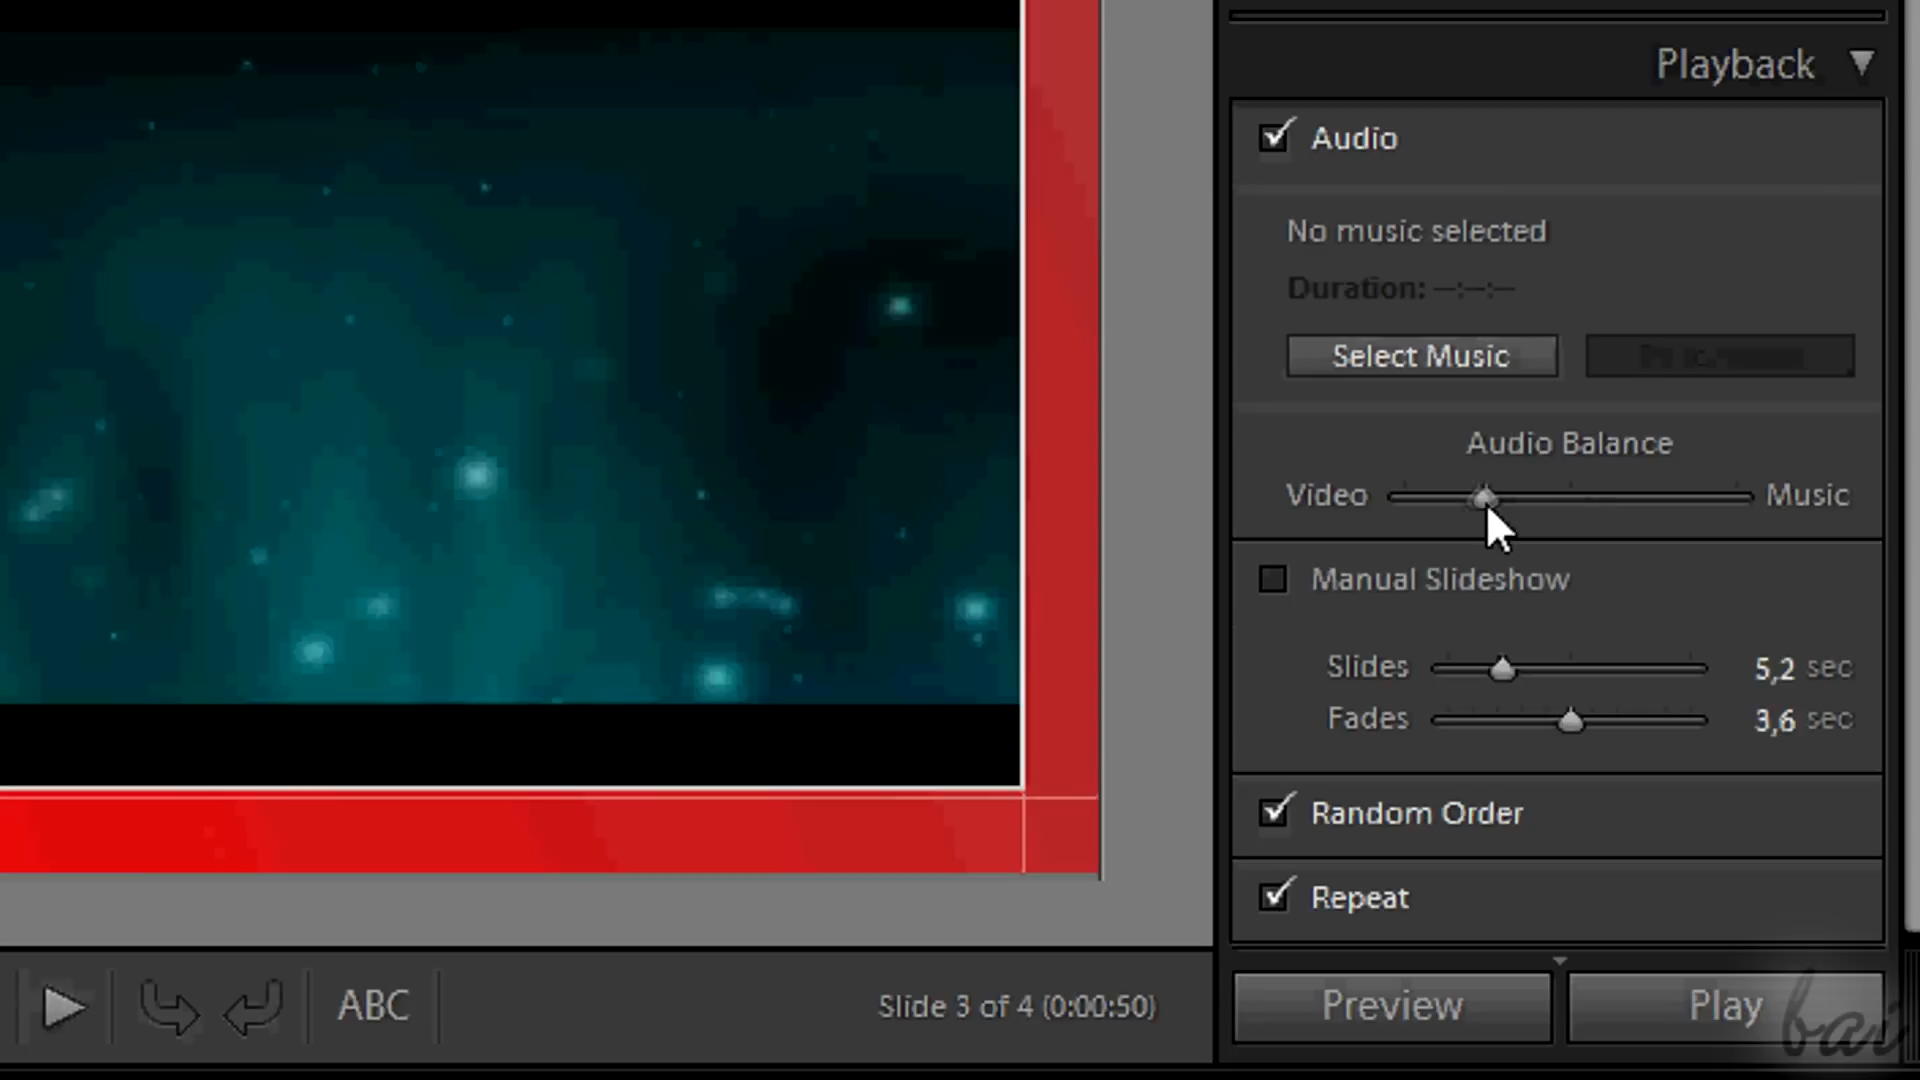 Playback
Audio
No music selected
Duration: --:--:--
Select Music
Audio Balance
Video Music
Manual Slideshow
Slides 5,2 sec
Fades 3,6 sec
Random Order
Repeat
ABC
Slide 3 of 4 (0:00:50)
Preview
Play
bai